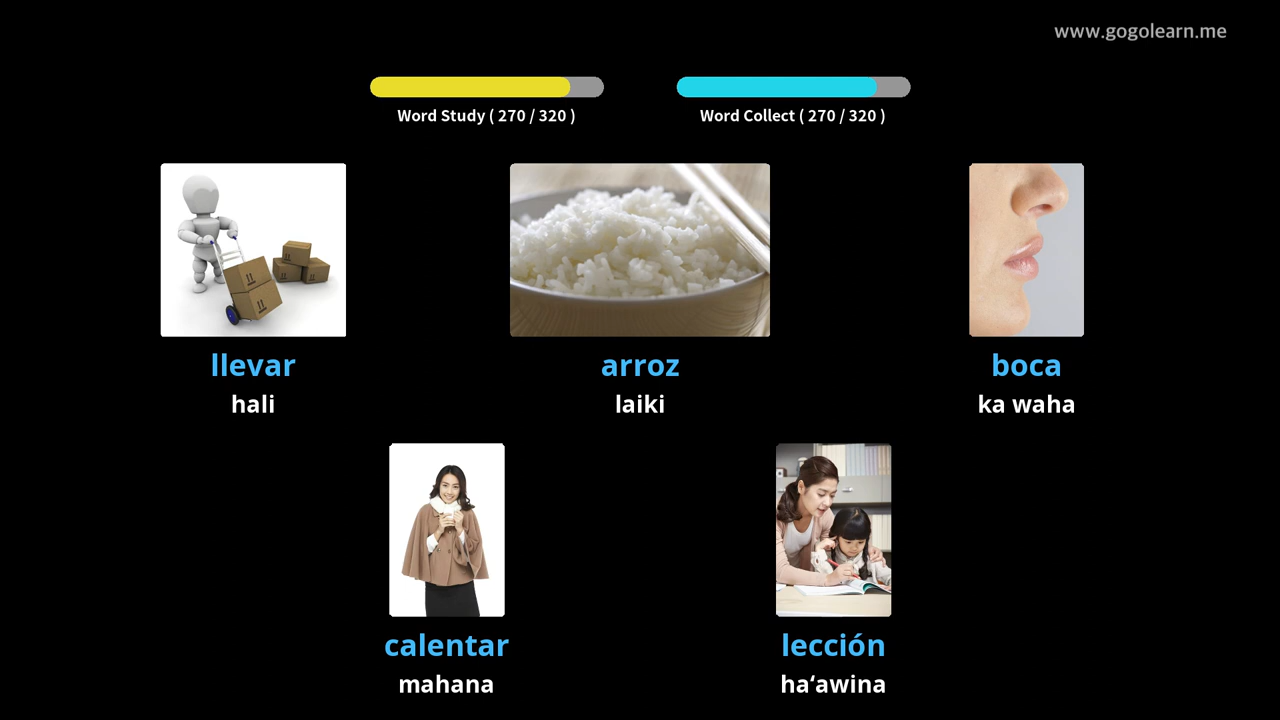 www.gogolearn.me
Word Study ( 270 / 320 )
Word Collect ( 270 / 320 )
llevar
hali
arroz
laiki
boca
ka waha
calentar
mahana
lección
haʻawina